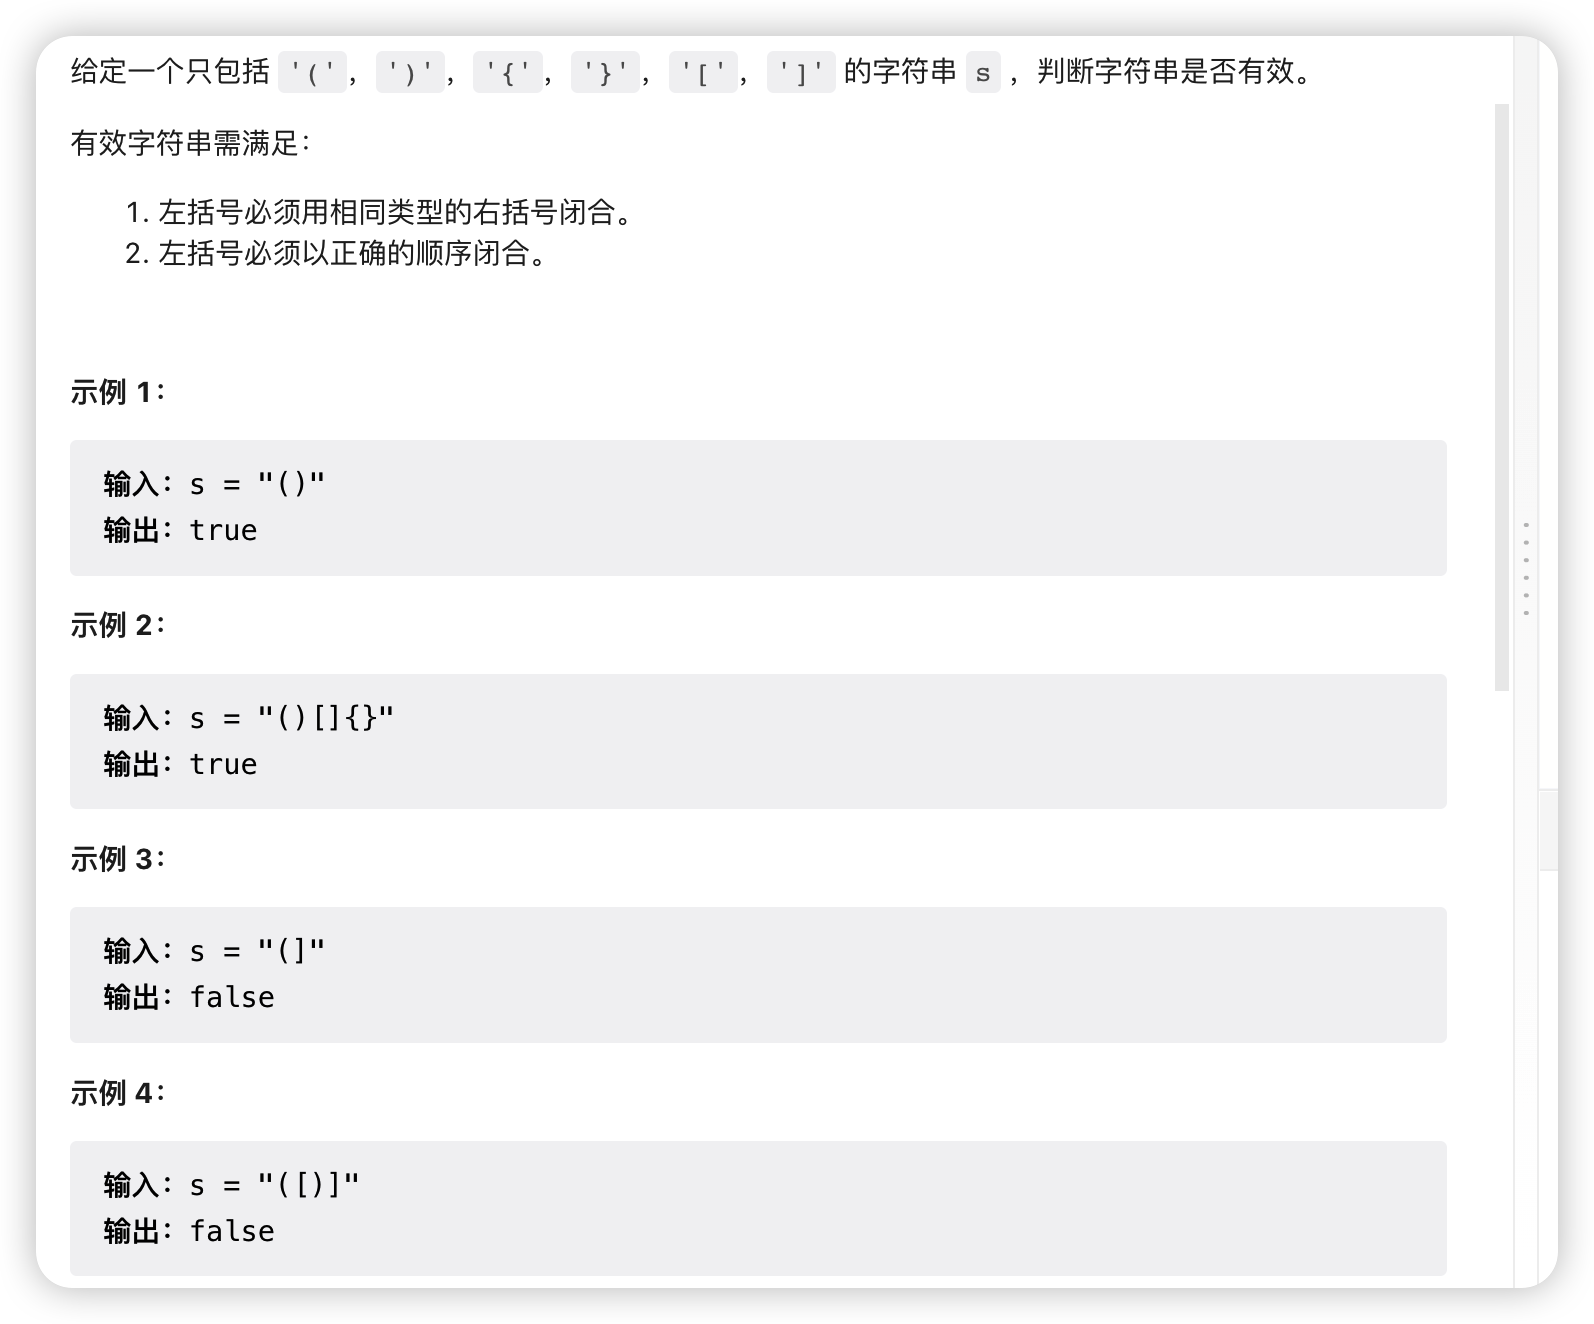 给定一个只包括 '('，')'，'{'，'}'，'['，']' 的字符串 s ，判断字符串是否有效。
有效字符串需满足：
1. 左括号必须用相同类型的右括号闭合。
2. 左括号必须以正确的顺序闭合。
示例 1：
输入：s = "()"
输出：true
示例 2：
输入：s = "()[]{}"
输出：true
示例 3：
输入：s = "(]"
输出：false
示例 4：
输入：s = "([)]"
输出：false